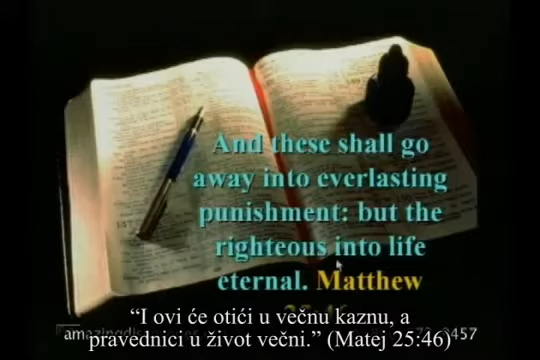 And these shall go
away into everlasting
punishment: but the
righteous into life
eternal. Matthew
“I ovi će otići u večnu kaznu, a
pravednici u život večni.” (Matej 25:46)